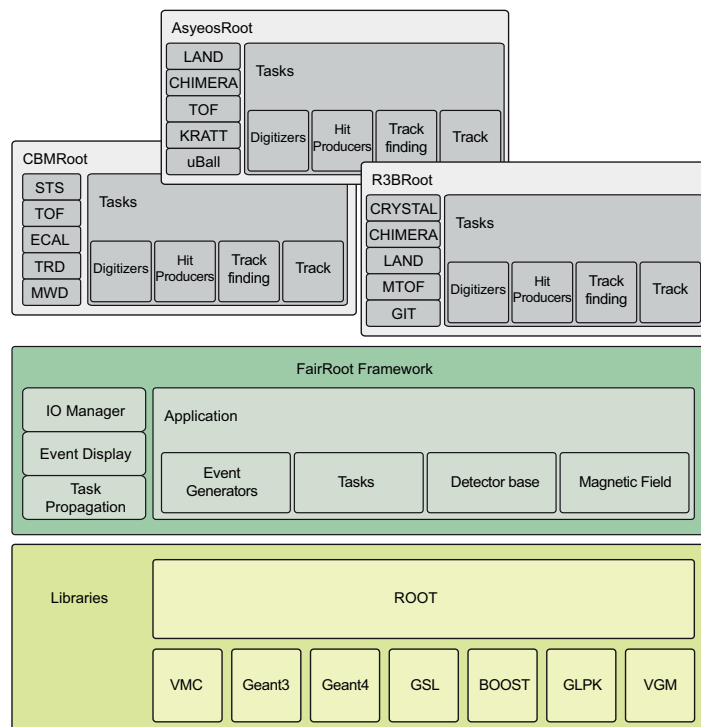 AsyeosRoot
LAND
CHIMERA
TOF
KRATT
uBall
Tasks
Digitizers
Hit
Producers
Track
finding
Track
CBMRoot
STS
TOF
ECAL
TRD
MWD
Tasks
Digitizers
Hit
Producers
Track
finding
Track
R3BRoot
CRYSTAL
CHIMERA
LAND
MTOF
GIT
Tasks
Digitizers
Hit
Producers
Track
finding
Track
FairRoot Framework
IO Manager
Event Display
Task
Propagation
Application
Event
Generators
Tasks
Detector base
Magnetic Field
Libraries
ROOT
VMC
Geant3
Geant4
GSL
BOOST
GLPK
VGM